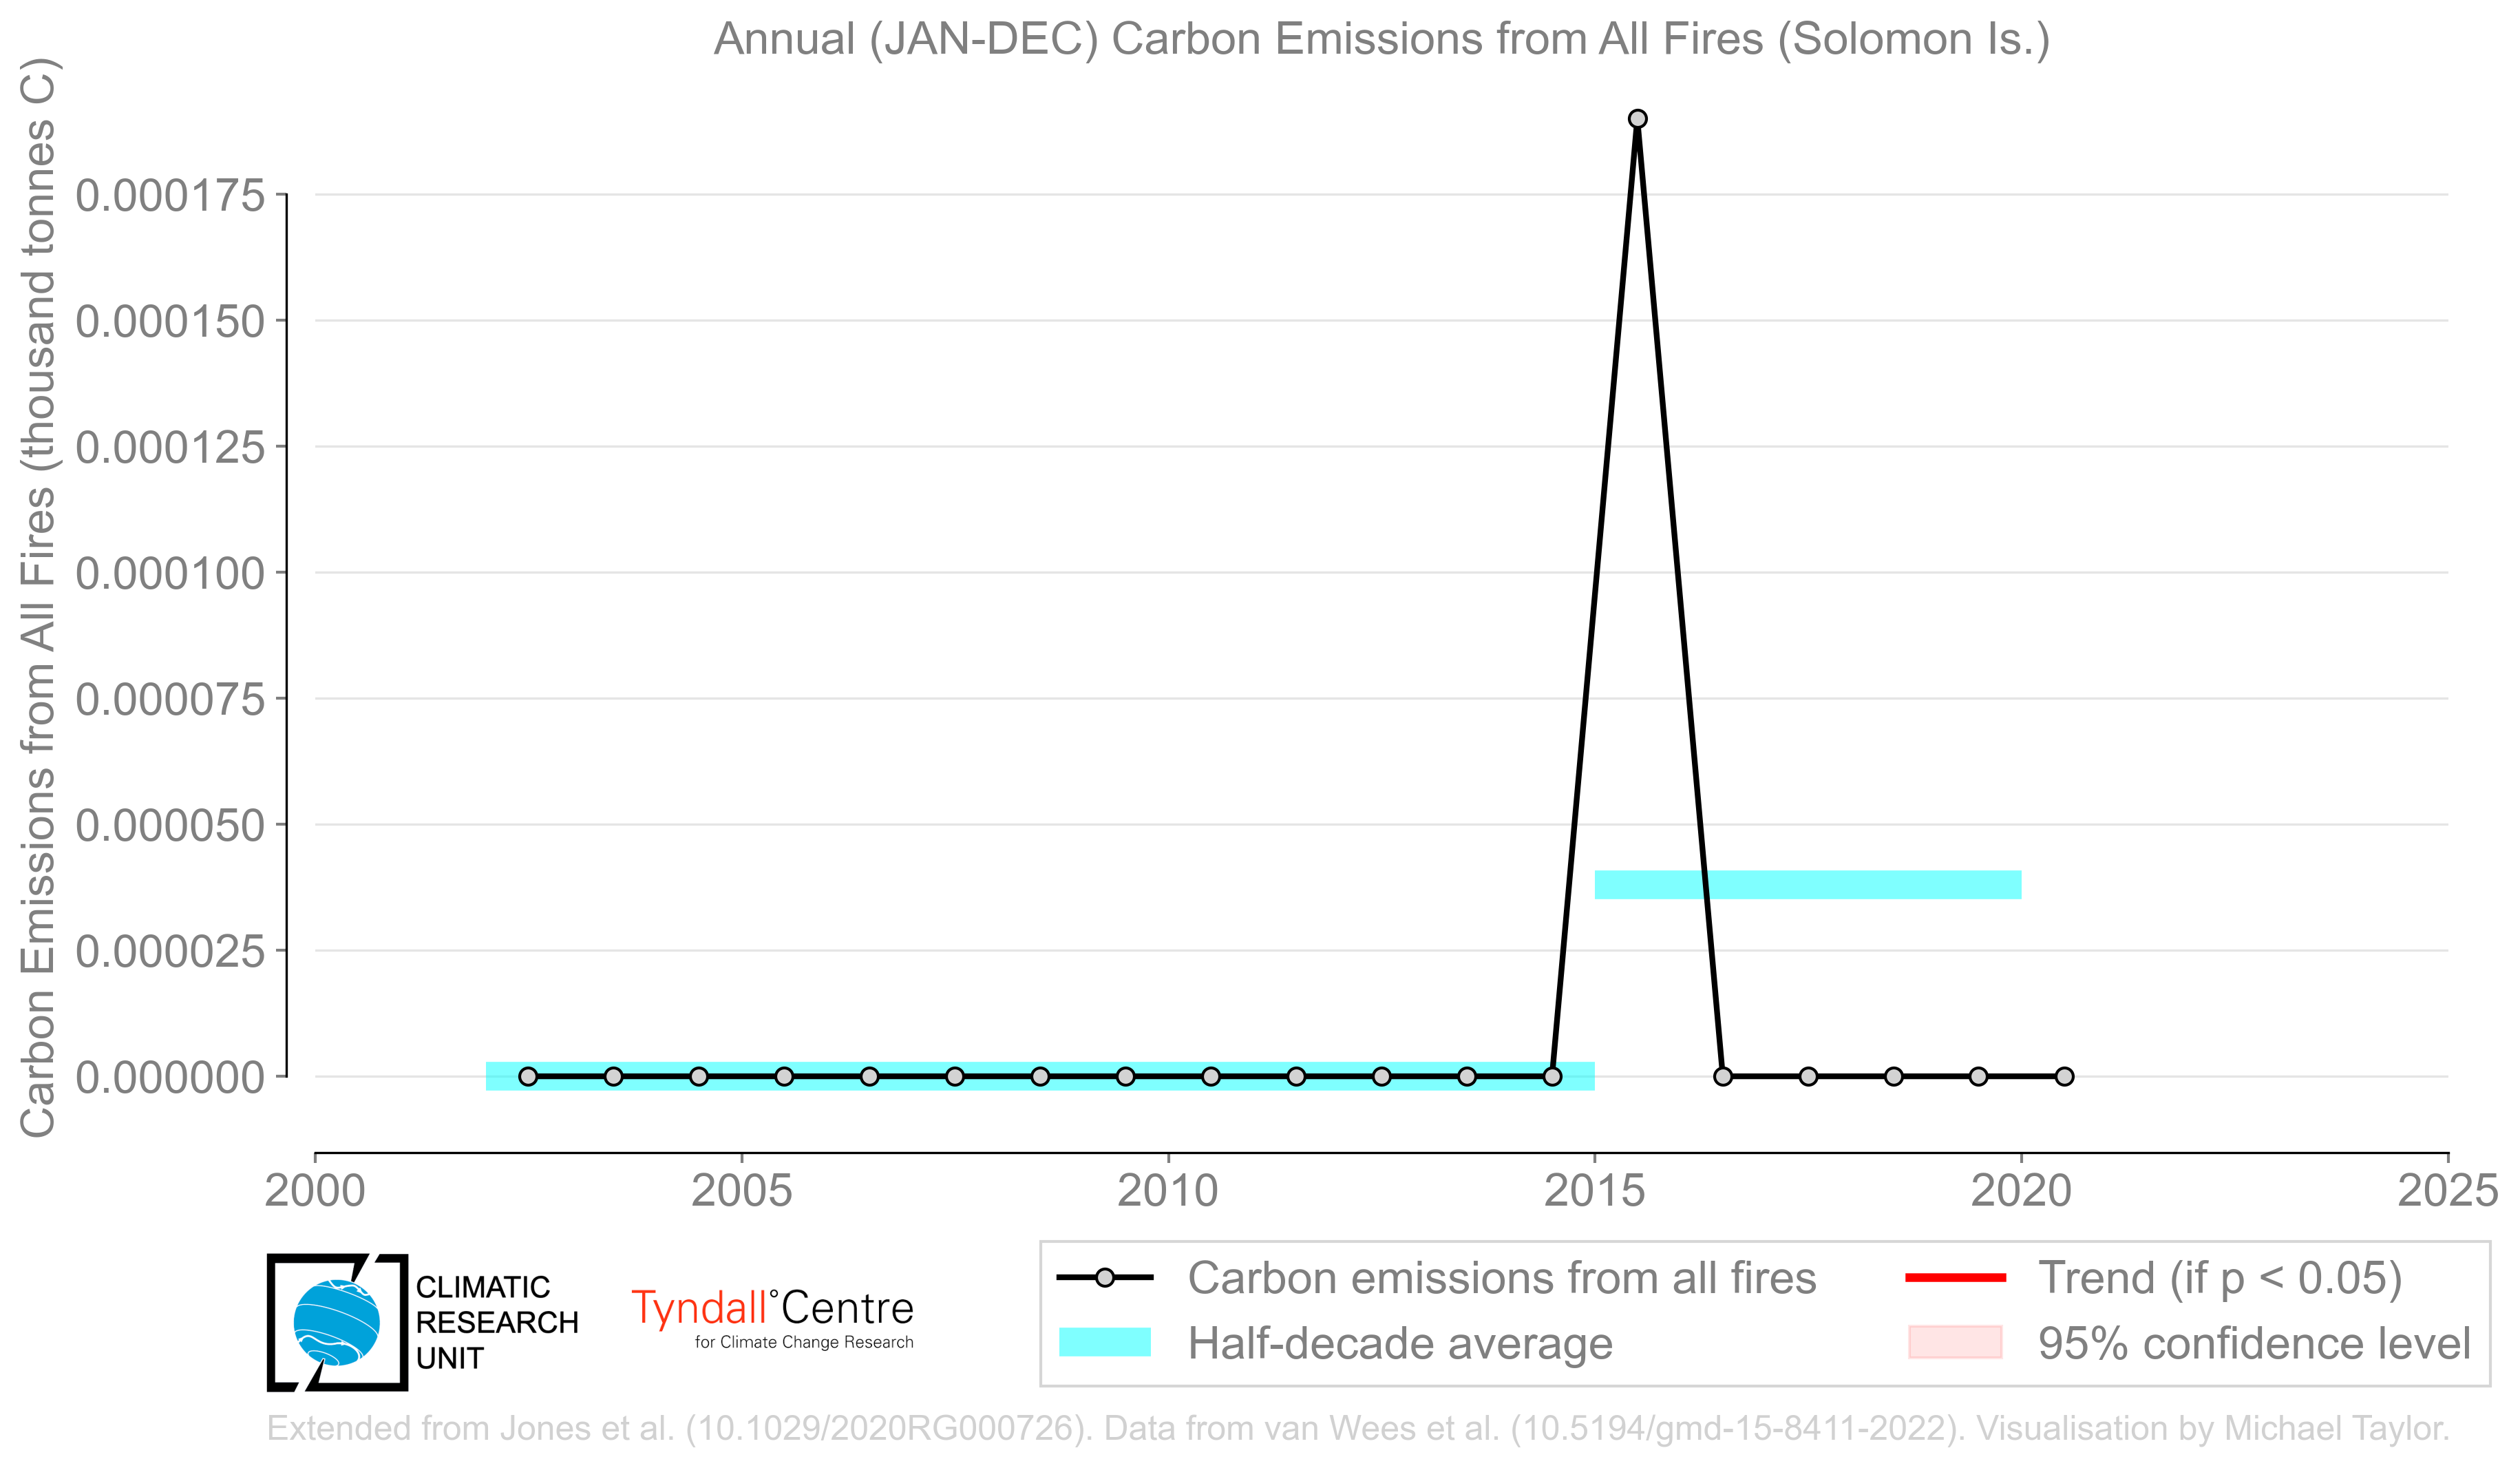 Annual (JAN-DEC) Carbon Emissions from All Fires (Solomon Is.)
Carbon Emissions from All Fires (thousand tonnes C)
0.000175
0.000150
0.000125
0.000100
0.000075
0.000050
0.000025
0.000000
2000 2005 2010 2015 2020 2025
CLIMATIC
RESEARCH
UNIT
Tyndall°Centre
for Climate Change Research
Carbon emissions from all fires
Half-decade average
Trend (if p < 0.05)
95% confidence level
Extended from Jones et al. (10.1029/2020RG000726). Data from van Wees et al. (10.5194/gmd-15-8411-2022). Visualisation by Michael Taylor.